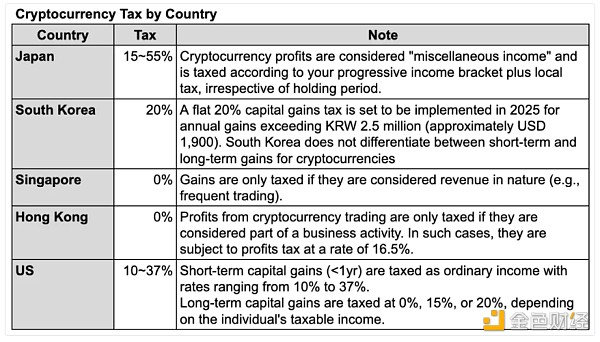 Cryptocurrency Tax by Country
Country Tax Note
Japan 15~55% Cryptocurrency profits are considered "miscellaneous income" and
is taxed according to your progressive income bracket plus local
tax, irrespective of holding period.
South Korea 20% A flat 20% capital gains tax is set to be implemented in 2025 for
annual gains exceeding KRW 2.5 million (approximately USD
1,900). South Korea does not differentiate between short-term and
long-term gains for cryptocurrencies
Singapore 0% Gains are only taxed if they are considered revenue in nature (e.g.,
frequent trading).
Hong Kong 0% Profits from cryptocurrency trading are only taxed if they are
considered part of a business activity. In such cases, they are
subject to profits tax at a rate of 16.5%.
US 10~37% Short-term capital gains (<1yr) are taxed as ordinary income with
rates ranging from 10% to 37%.
Long-term capital gains are taxed at 0%, 15%, or 20%, depending
on the individual's taxable income.
金色财经